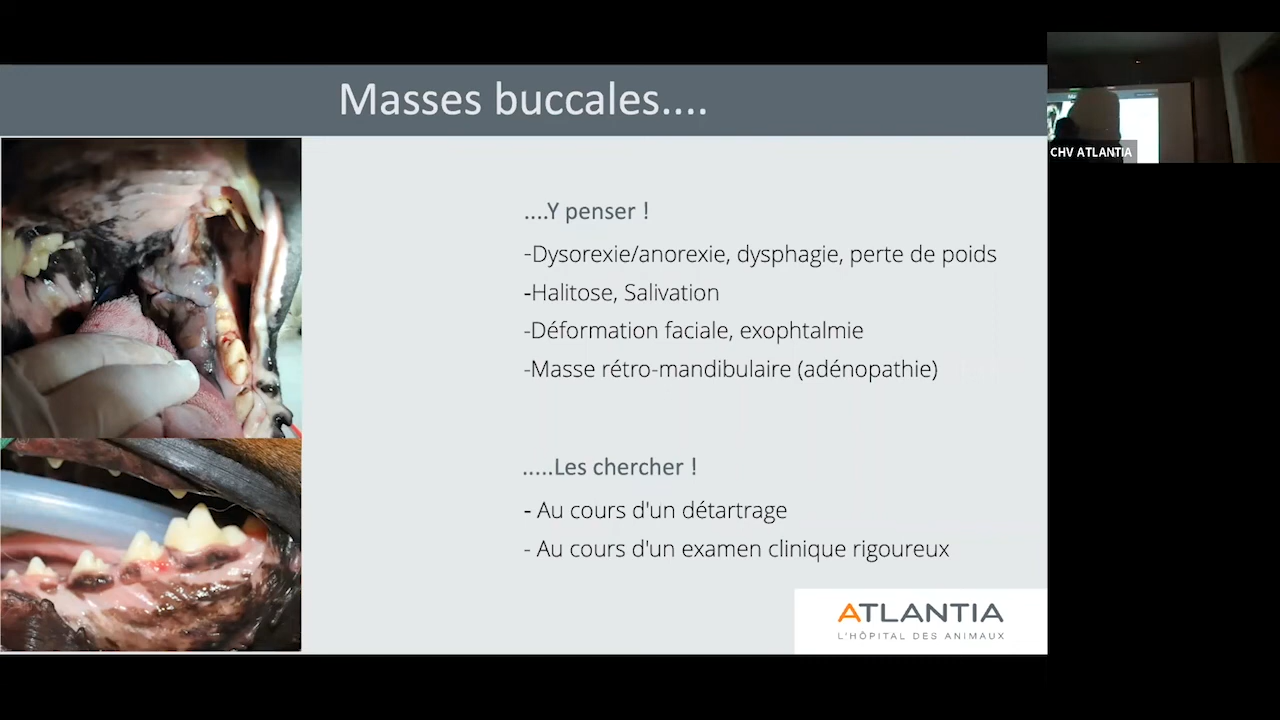 Masses buccales....
....Y penser !
-Dysorexie/anorexie, dysphagie, perte de poids
-Halitose, Salivation
-Déformation faciale, exophtalmie
-Masse rétro-mandibulaire (adénopathie)
.....Les chercher !
- Au cours d'un détartrage
- Au cours d'un examen clinique rigoureux
ATLANTIA
L'HÔPITAL DES ANIMAUX
CHV ATLANTIA